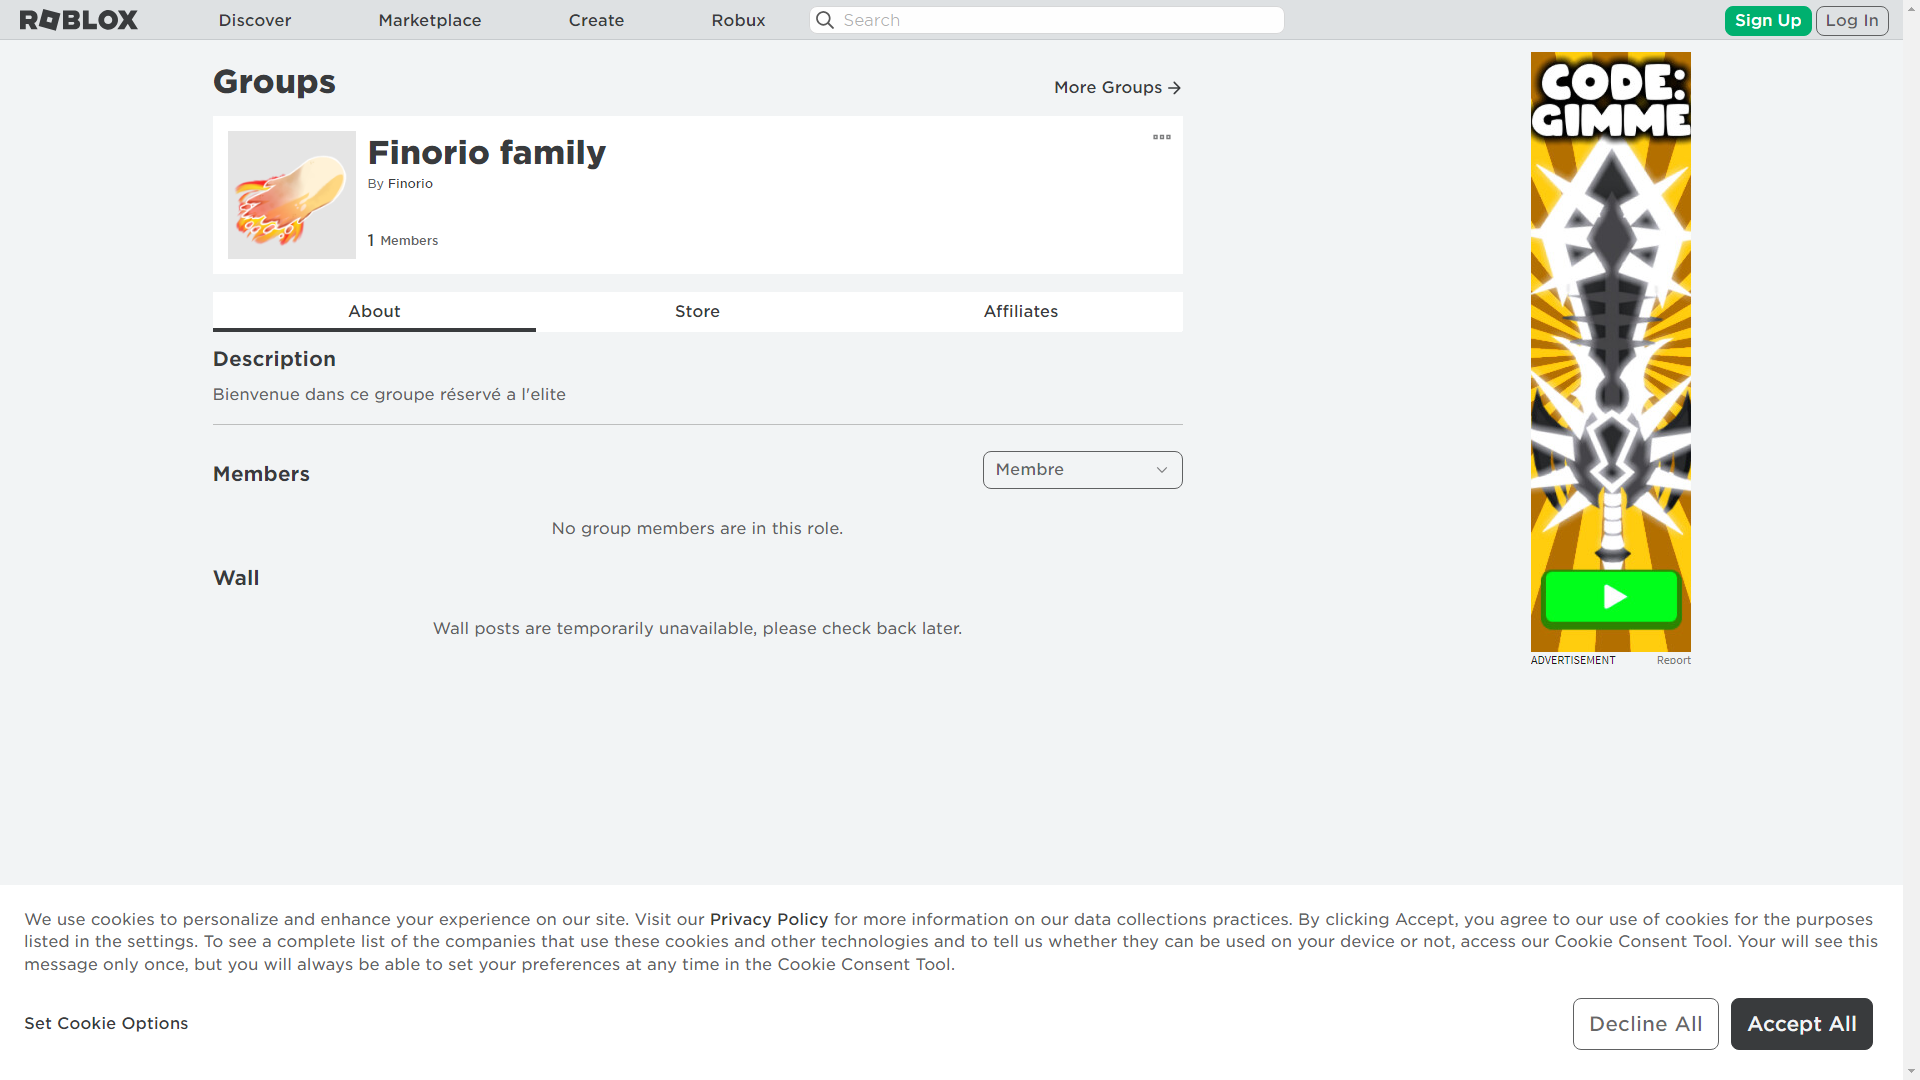 ROBLOX
Discover
Marketplace
Create
Robux
Search
Sign Up
Log In
Groups
More Groups
Finorio family
By Finorio
1 Members
About
Store
Affiliates
Description
Bienvenue dans ce groupe réservé a l'elite
Members
Membre
No group members are in this role.
Wall
Wall posts are temporarily unavailable, please check back later.
CODE:
GIMME
ADVERTISEMENT
Report
We use cookies to personalize and enhance your experience on our site. Visit our Privacy Policy for more information on our data collections practices. By clicking Accept, you agree to our use of cookies for the purposes
listed in the settings. To see a complete list of the companies that use these cookies and other technologies and to tell us whether they can be used on your device or not, access our Cookie Consent Tool. Your will see this
message only once, but you will always be able to set your preferences at any time in the Cookie Consent Tool.
Set Cookie Options
Decline All
Accept All